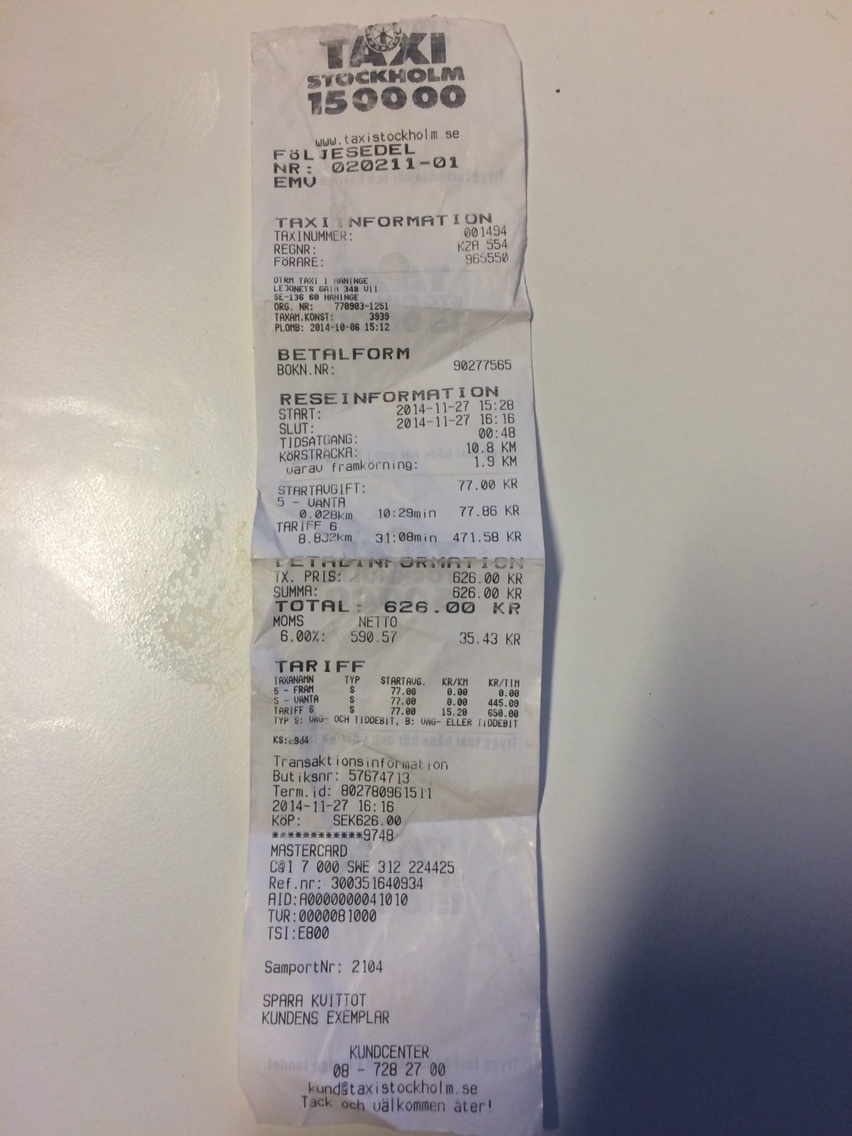 TAXI
STOCKHOLM
150000
www.taxistockholm.se
FÖLJESEDEL
NR: 020211-01
EMV
TAXI INFORMATION
TAXINUMMER: 001494
REGNR: KZA 554
FÖRARE: 965550
DTRM TAXI I HANINGE
LEJONETS GATA 348 VII
SE-136 60 HANINGE
ORG. NR: 770903-1251
TAXAM.KONST: 3939
PLOMB: 2014-10-06 15:12
BETALFORM
BOKN.NR: 90277565
RESEINFORMATION
START: 2014-11-27 15:28
SLUT: 2014-11-27 16:16
TIDSÅTGÅNG: 00:48
KÖRSTRÄCKA: 10.8 KM
varav framkörning: 1.9 KM
STARTAVGIFT: 77.00 KR
5 - VÄNTA
0.028km 10:29min 77.86 KR
TARIFF 6
8.832km 31:08min 471.58 KR
BETALINFORMATION
TX. PRIS: 626.00 KR
SUMMA: 626.00 KR
TOTAL: 626.00 KR
MOMS NETTO
6.00%: 590.57 35.43 KR
TARIFF
TAXANAMN TYP STARTAVG. KR/KM KR/TIM
5 - FRAM S 77.00 0.00 0.00
5 - VÄNTA S 77.00 0.00 445.00
TARIFF 6 S 77.00 15.20 650.00
TYP S: VÄG- OCH TIDDEBIT, B: VÄG- ELLER TIDDEBIT
KS:c9d4
Transaktionsinformation
Butiksnr: 57674713
Term.id: 802780961511
2014-11-27 16:16
KÖP: SEK626.00
************9748
MASTERCARD
C@1 7 000 SWE 312 224425
Ref.nr: 300351640934
AID:A0000000041010
TVR:0000081000
TSI:E800
SamportNr: 2104
SPARA KVITTOT
KUNDENS EXEMPLAR
KUNDCENTER
08 - 728 27 00
kund@taxistockholm.se
Tack och välkommen åter!